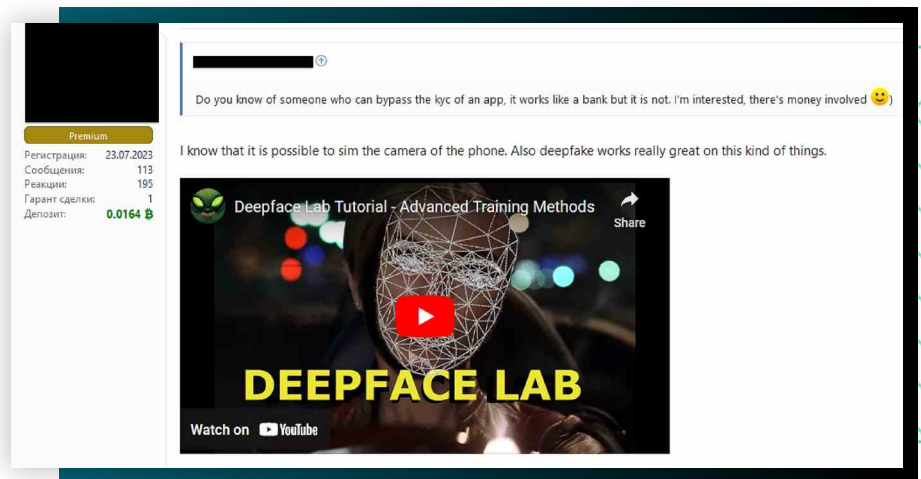 Do you know of someone who can bypass the kyc of an app, it works like a bank but it is not. I'm interested, there's money involved 🙂)
Premium
Регистрация: 23.07.2023
Сообщения: 113
Реакции: 195
Гарант сделки: 1
Депозит: 0.0164 ₿
I know that it is possible to sim the camera of the phone. Also deepfake works really great on this kind of things.
Deepface Lab Tutorial - Advanced Training Methods
Share
DEEPFACE LAB
Watch on YouTube